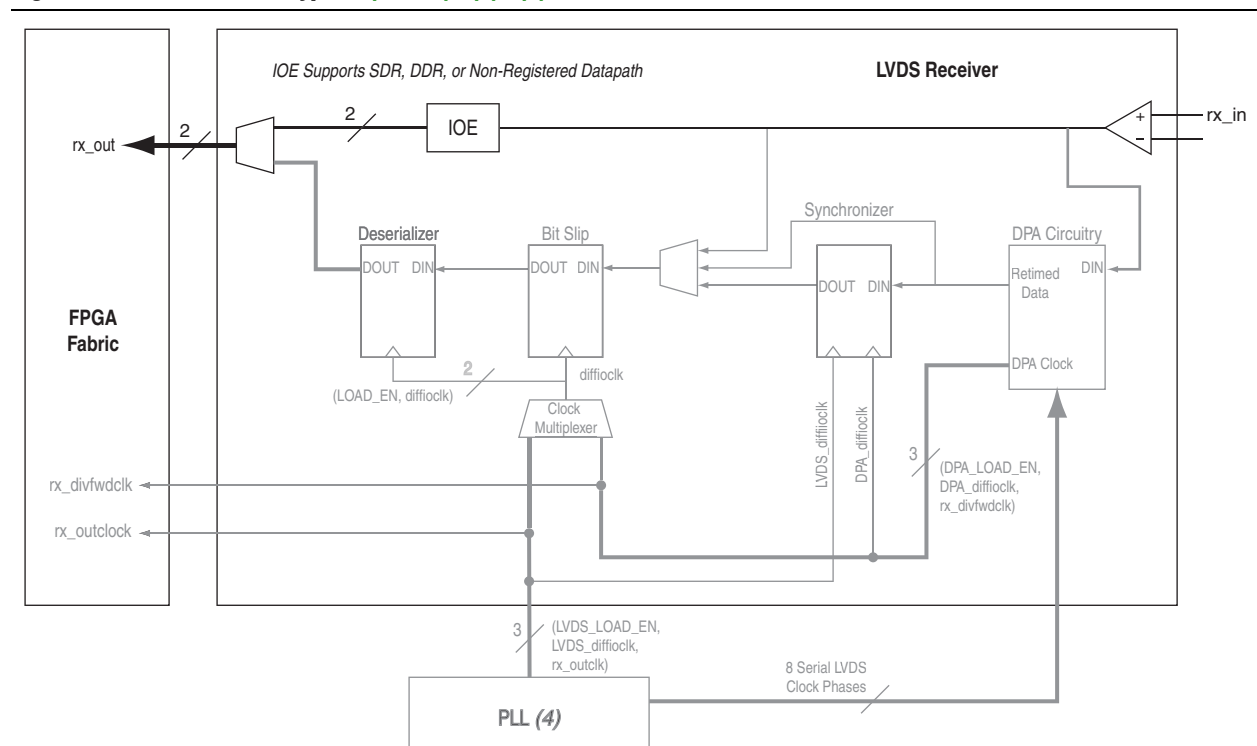 IOE Supports SDR, DDR, or Non-Registered Datapath
LVDS Receiver
rx_out
2
2
IOE
+
–
rx_in
Synchronizer
Deserializer
DOUT DIN
Bit Slip
DOUT DIN
DOUT DIN
DPA Circuitry
Retimed
Data
DIN
DPA Clock
FPGA
Fabric
2
(LOAD_EN, diffioclk)
diffioclk
Clock
Multiplexer
LVDS_diffiioclk
DPA_diffioclk
3
(DPA_LOAD_EN,
DPA_diffioclk,
rx_divfwdclk)
rx_divfwdclk
rx_outclock
3
(LVDS_LOAD_EN,
LVDS_diffioclk,
rx_outclk)
8 Serial LVDS
Clock Phases
PLL (4)